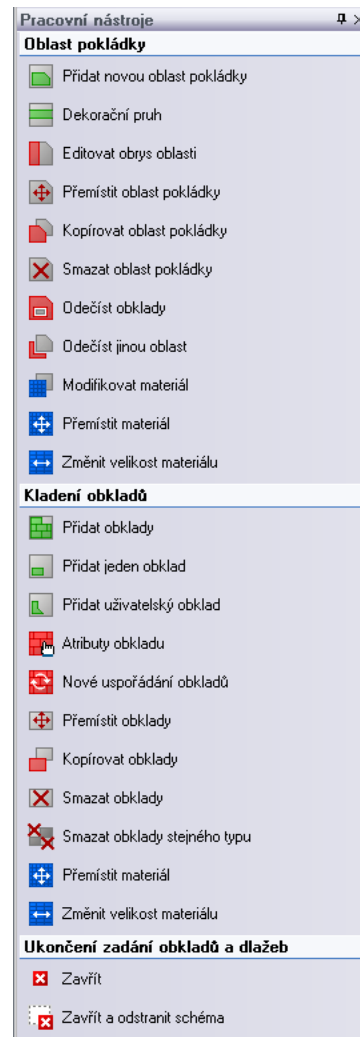 Pracovní nástroje
Oblast pokládky
Přidat novou oblast pokládky
Dekorační pruh
Editovat obrys oblasti
Přemístit oblast pokládky
Kopírovat oblast pokládky
Smazat oblast pokládky
Odečíst obklady
Odečíst jinou oblast
Modifikovat materiál
Přemístit materiál
Změnit velikost materiálu
Kladení obkladů
Přidat obklady
Přidat jeden obklad
Přidat uživatelský obklad
Atributy obkladu
Nové uspořádání obkladů
Přemístit obklady
Kopírovat obklady
Smazat obklady
Smazat obklady stejného typu
Přemístit materiál
Změnit velikost materiálu
Ukončení zadání obkladů a dlažeb
Zavřít
Zavřít a odstranit schéma